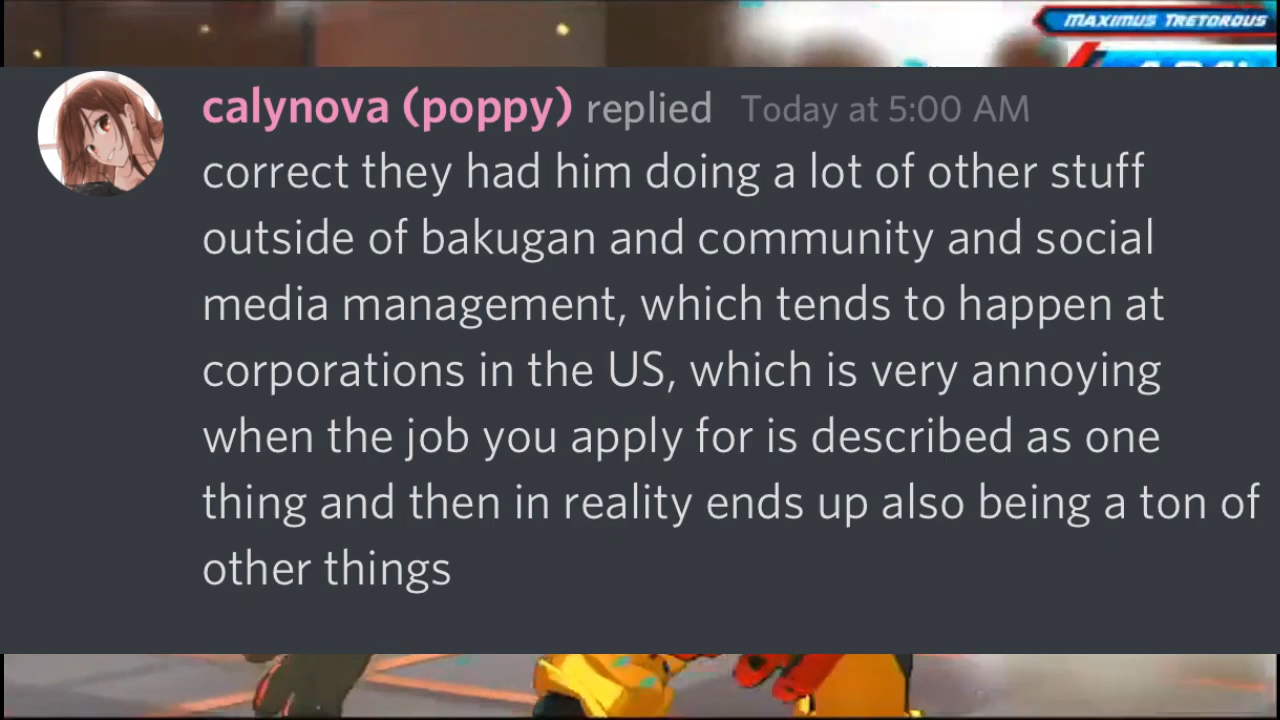 MAXIMUS TRETOROUS
calynova (poppy) replied Today at 5:00 AM
correct they had him doing a lot of other stuff
outside of bakugan and community and social
media management, which tends to happen at
corporations in the US, which is very annoying
when the job you apply for is described as one
thing and then in reality ends up also being a ton of
other things